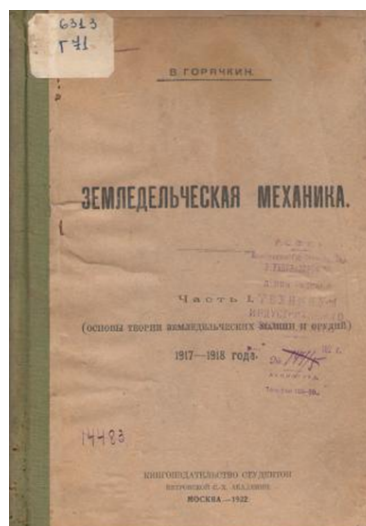 6313
Г 71
В. ГОРЯЧКИН.
ЗЕМЛЕДЕЛЬЧЕСКАЯ МЕХАНИКА.
Часть I.
(ОСНОВЫ ТЕОРИИ ЗЕМЛЕДЕЛЬЧЕСКИХ МАШИН И ОРУДИЙ)
1917—1918 года.
14483
КНИГОИЗДАТЕЛЬСТВО СТУДЕНТОВ
ПЕТРОВСКОЙ С.-Х. АКАДЕМИИ
МОСКВА.—1922.